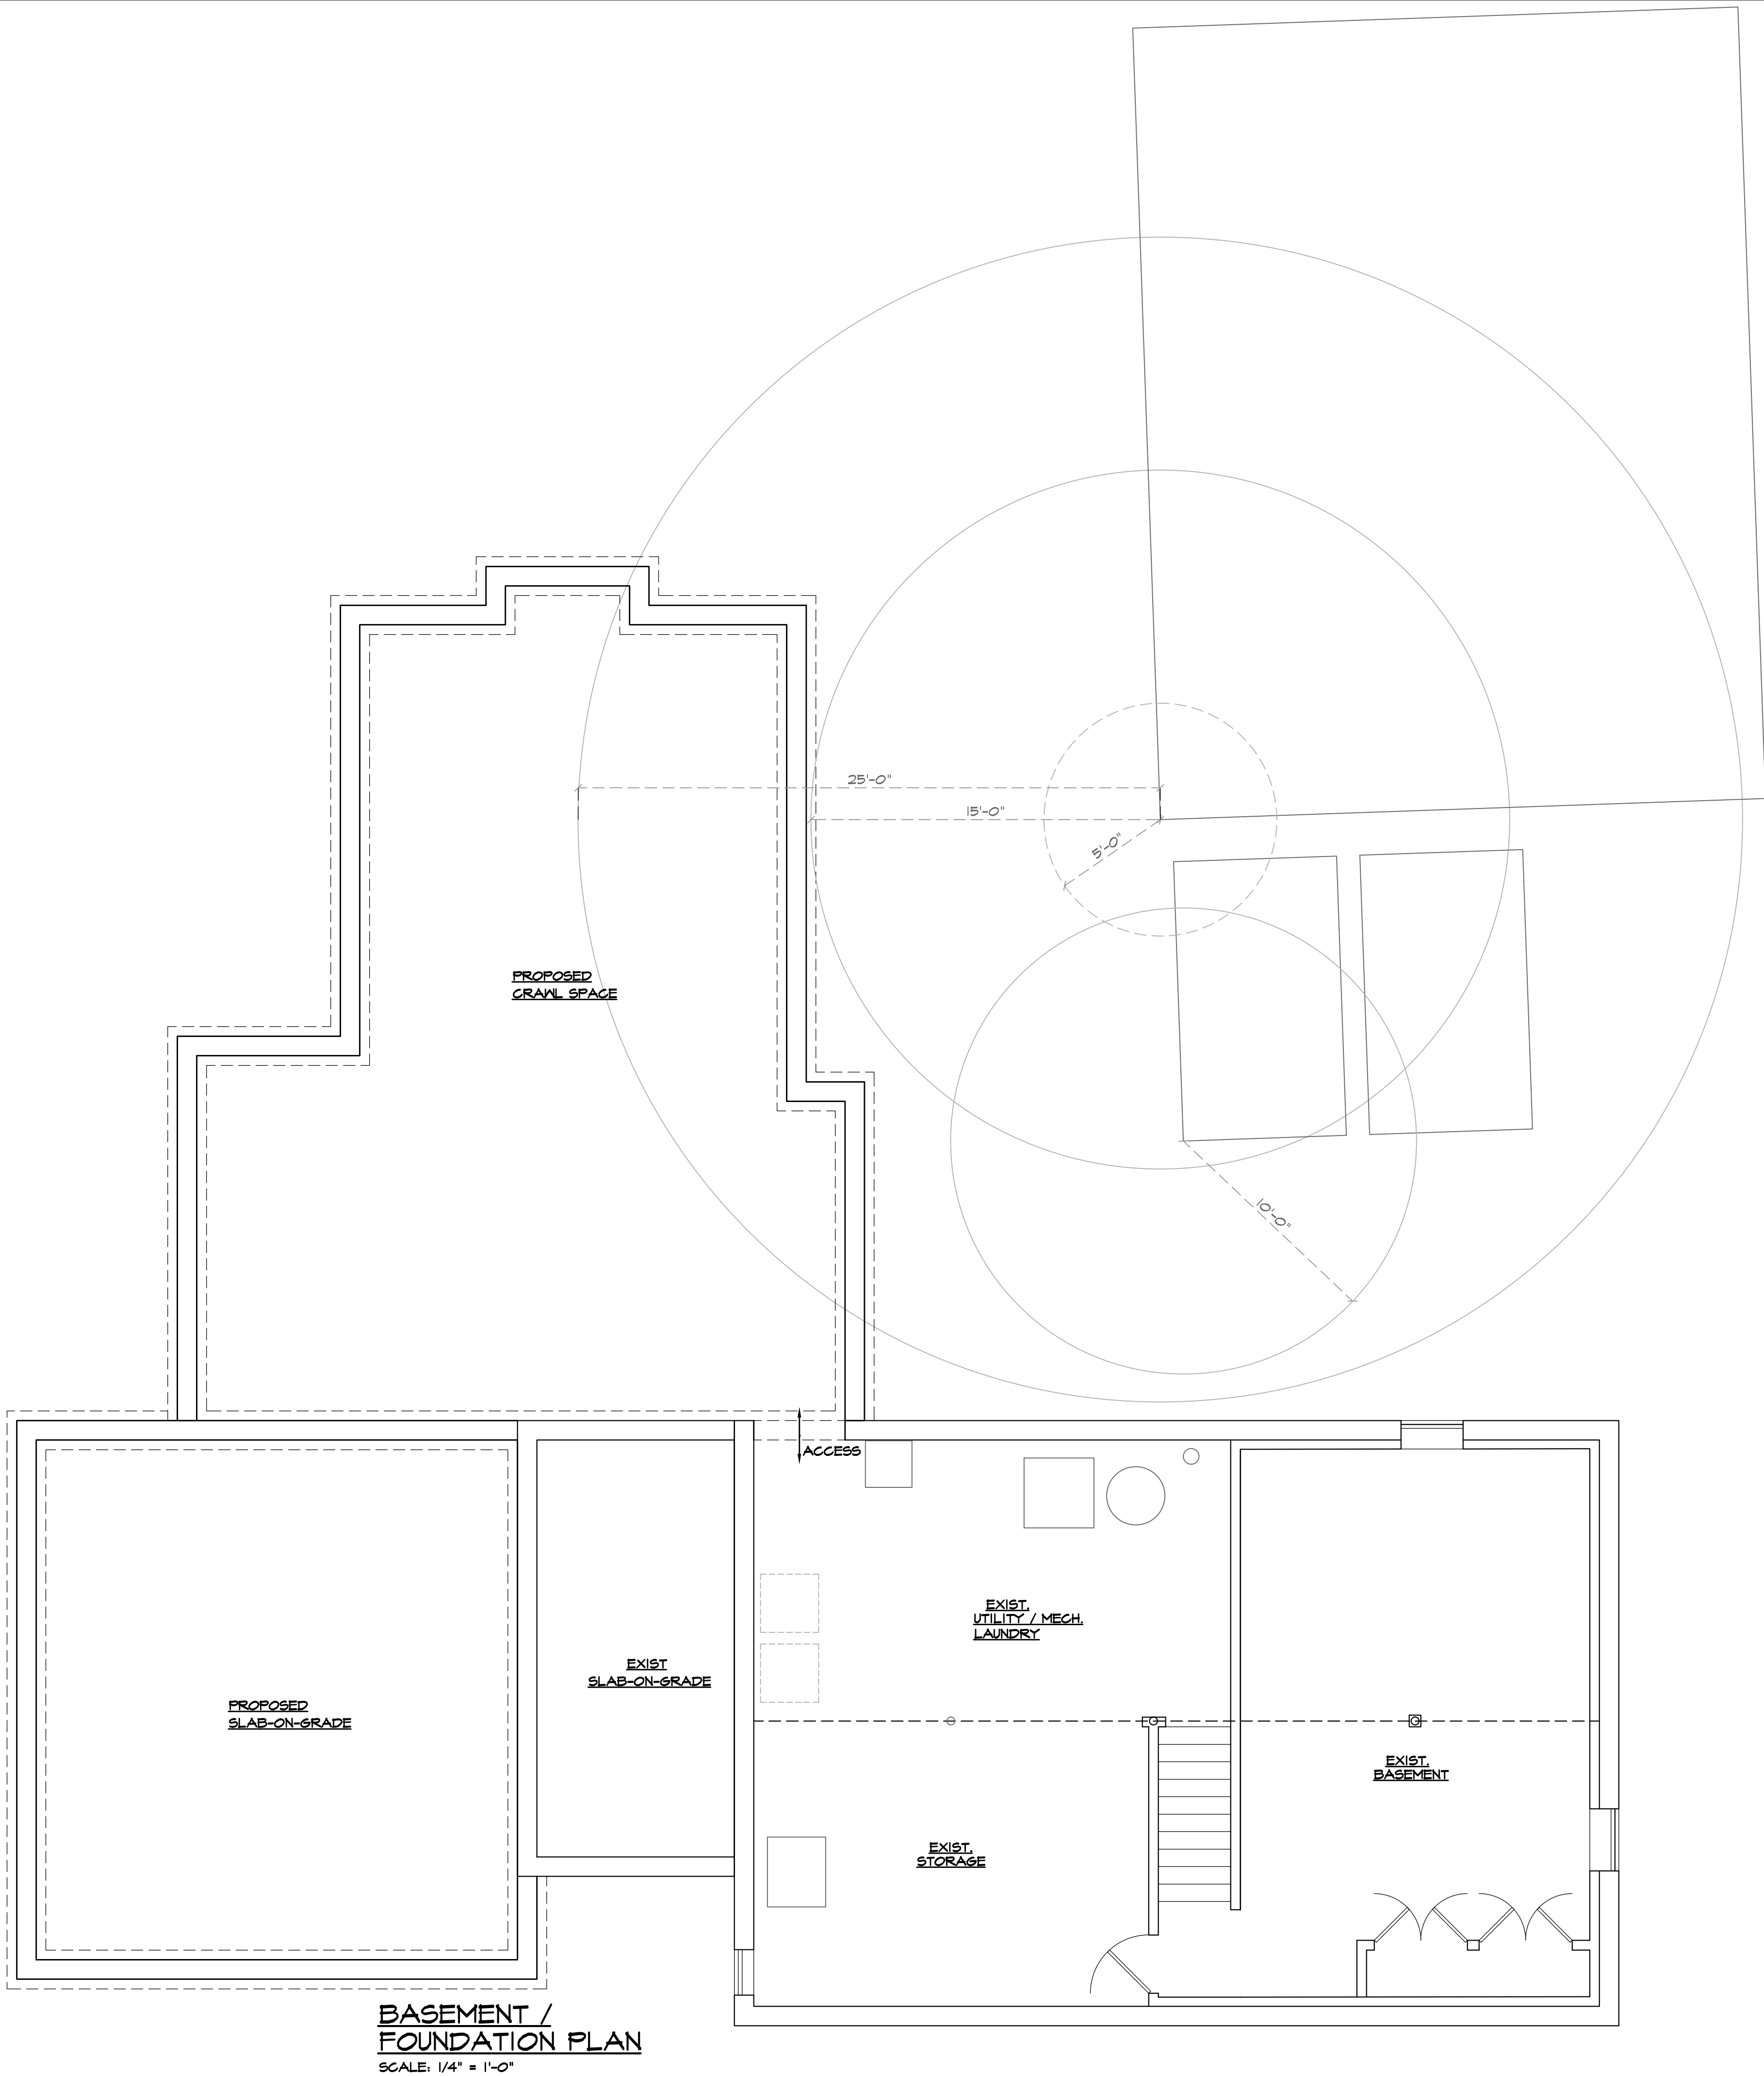 25'-0"
15'-0"
5'-0"
PROPOSED
CRAWL SPACE
10'-0"
ACCESS
EXIST.
UTILITY / MECH.
LAUNDRY
EXIST
SLAB-ON-GRADE
PROPOSED
SLAB-ON-GRADE
EXIST.
BASEMENT
EXIST.
STORAGE
BASEMENT /
FOUNDATION PLAN
SCALE: 1/4" = 1'-0"